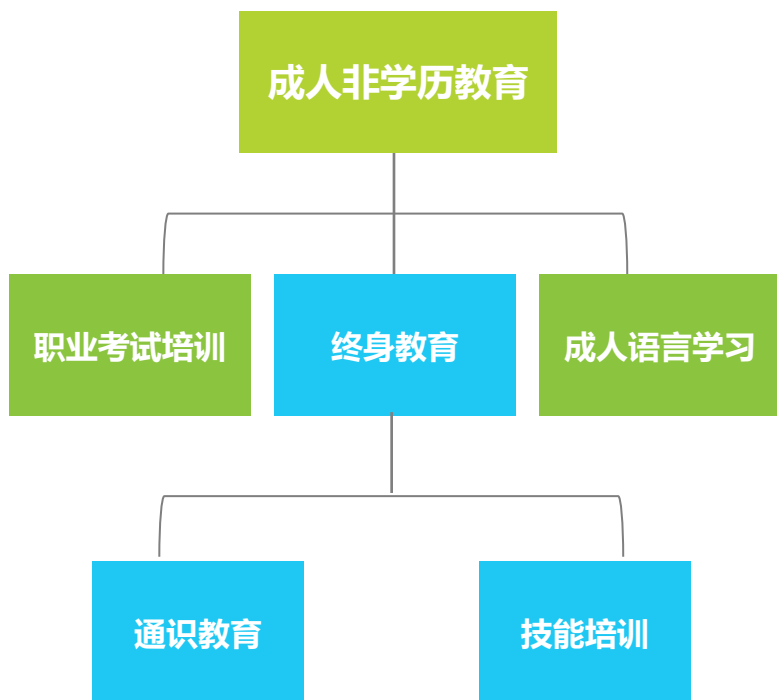 成人非学历教育
职业考试培训
终身教育
成人语言学习
通识教育
技能培训